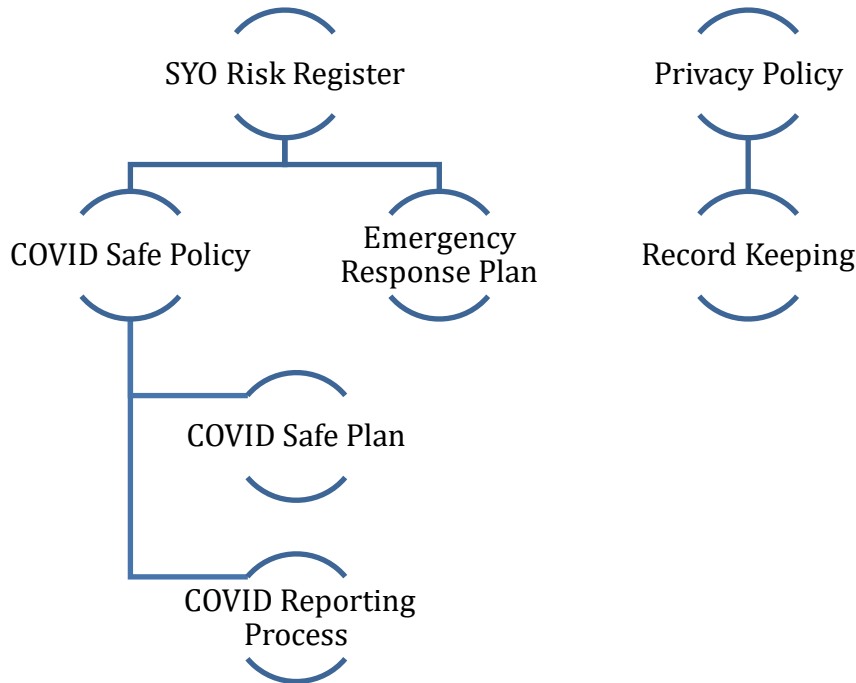 SYO Risk Register
Privacy Policy
COVID Safe Policy
Emergency
Response Plan
Record Keeping
COVID Safe Plan
COVID Reporting
Process